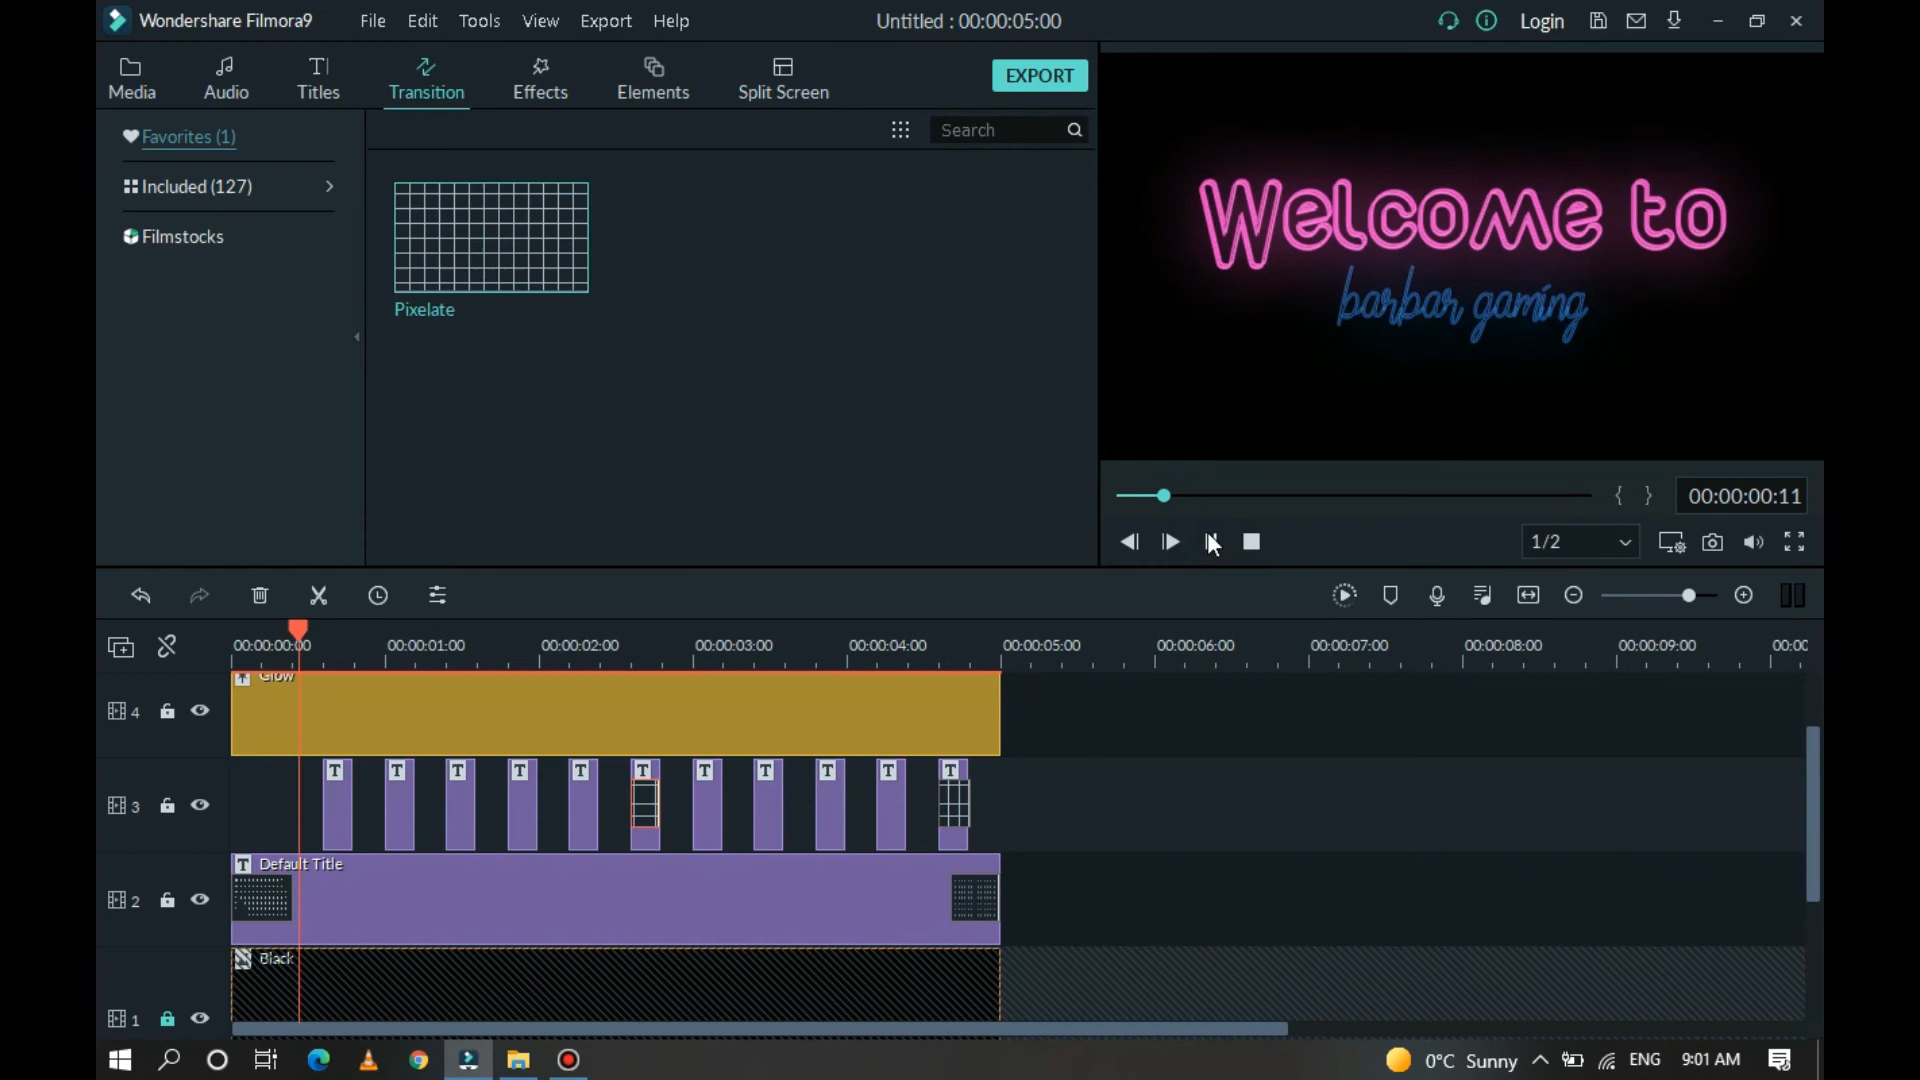 Wondershare Filmora9 File Edit Tools View Export Help Untitled : 00:00:05:00 Login
Media Audio Titles Transition Effects Elements Split Screen EXPORT
Favorites (1)
Search
Included (127)
Filmstocks
Pixelate
Welcome to
barbar gaming
00:00:00:11
1/2
00:00:00:00 00:00:01:00 00:00:02:00 00:00:03:00 00:00:04:00 00:00:05:00 00:00:06:00 00:00:07:00 00:00:08:00 00:00:09:00 00:00
Glow
4
T T T T T T T T T T T
3
T Default Title
2
Black
1
0°C Sunny ENG 9:01 AM